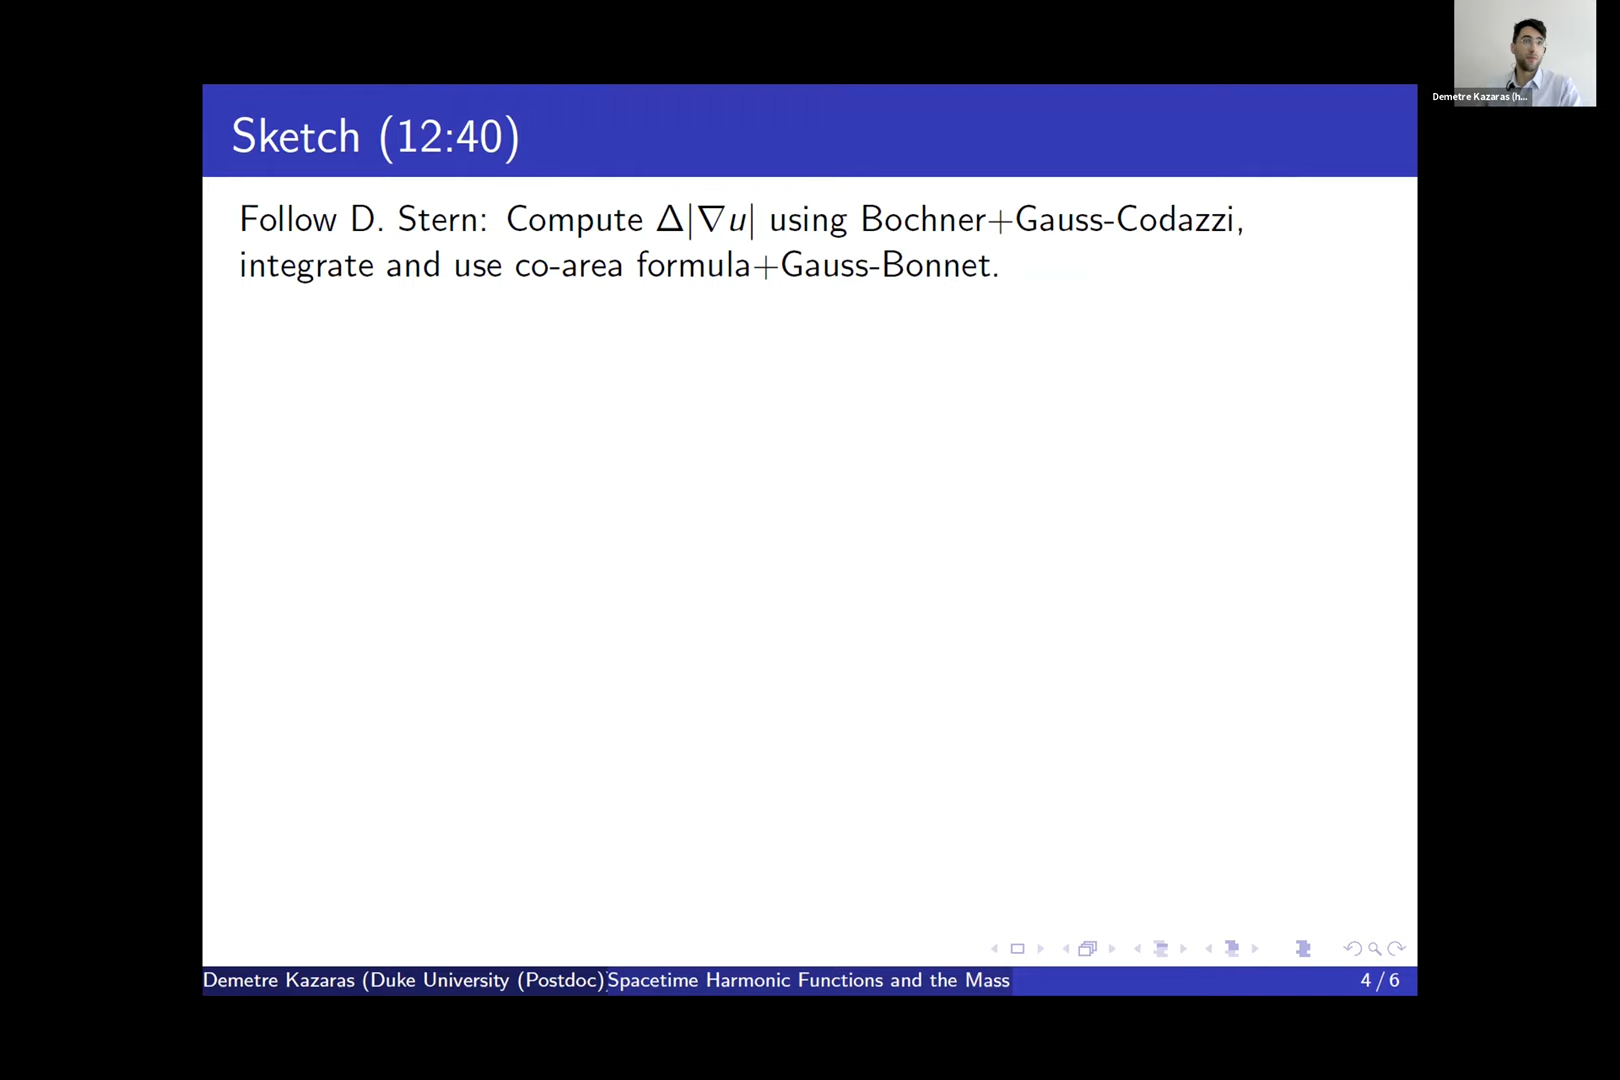 Demetre Kazaras (h...
Sketch (12:40)
Follow D. Stern: Compute Δ|∇u| using Bochner+Gauss-Codazzi,
integrate and use co-area formula+Gauss-Bonnet.
Demetre Kazaras (Duke University (Postdoc) Spacetime Harmonic Functions and the Mass 4 / 6